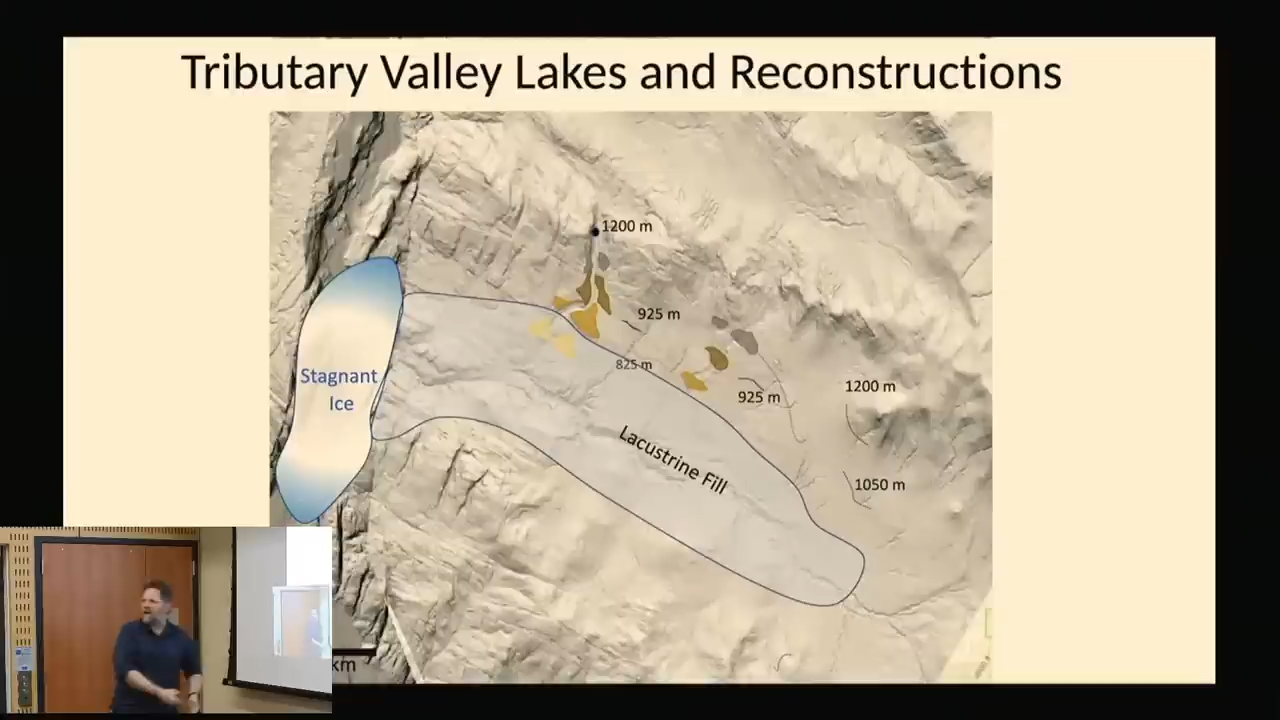 Tributary Valley Lakes and Reconstructions
1200 m
925 m
825 m
925 m
1200 m
Stagnant
Ice
Lacustrine Fill
1050 m
km